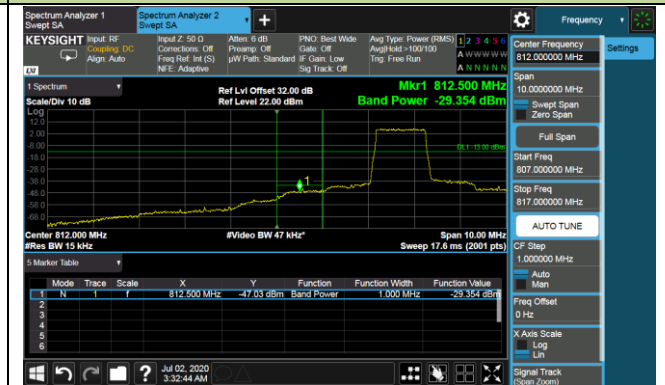 Spectrum Analyzer 1
Swept SA
Spectrum Analyzer 2
Swept SA
+
Frequency
KEYSIGHT
Input: RF
Coupling: DC
Align: Auto
LXI
Input Z: 50 Ω
Corrections: Off
Freq Ref: Int (S)
NFE: Adaptive
Atten: 6 dB
Preamp: Off
µW Path: Standard
PNO: Best Wide
Gate: Off
IF Gain: Low
Sig Track: Off
Avg Type: Power (RMS)
Avg|Hold:>100/100
Trig: Free Run
1 2 3 4 5 6
A W W W W W
A N N N N N
1 Spectrum
Scale/Div 10 dB
Ref Lvl Offset 32.00 dB
Ref Level 22.00 dBm
Mkr1 812.500 MHz
Band Power -29.354 dBm
Log
12.0
2.00
-8.00
-18.0
-28.0
-38.0
-48.0
-58.0
-68.0
DL1 -13.00 dBm
1
Center 812.000 MHz
#Res BW 15 kHz
#Video BW 47 kHz*
Span 10.00 MHz
Sweep 17.6 ms (2001 pts)
5 Marker Table
Mode Trace Scale X Y Function Function Width Function Value
1 N 1 f 812.500 MHz -47.03 dBm Band Power 1.000 MHz -29.354 dBm
2
3
4
5
6
Center Frequency
812.000000 MHz
Settings
Span
10.0000000 MHz
Swept Span
Zero Span
Full Span
Start Freq
807.000000 MHz
Stop Freq
817.000000 MHz
AUTO TUNE
CF Step
1.000000 MHz
Auto
Man
Freq Offset
0 Hz
X Axis Scale
Log
Lin
Signal Track
(Span Zoom)
?
Jul 02, 2020
3:32:44 AM